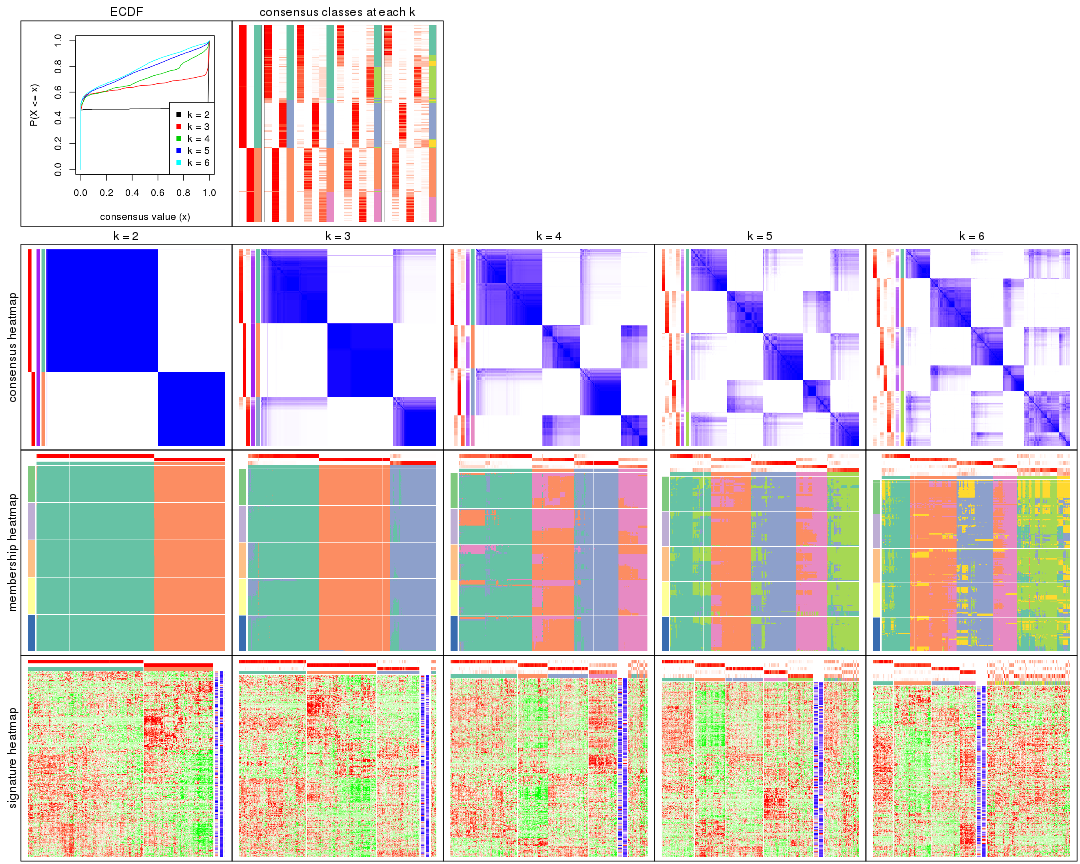 ECDF
consensus classes at each k
P(X <= x)
0.0 0.2 0.4 0.6 0.8 1.0
k = 2
k = 3
k = 4
k = 5
k = 6
0.0 0.2 0.4 0.6 0.8 1.0
consensus value (x)
k = 2
k = 3
k = 4
k = 5
k = 6
consensus heatmap
membership heatmap
signature heatmap